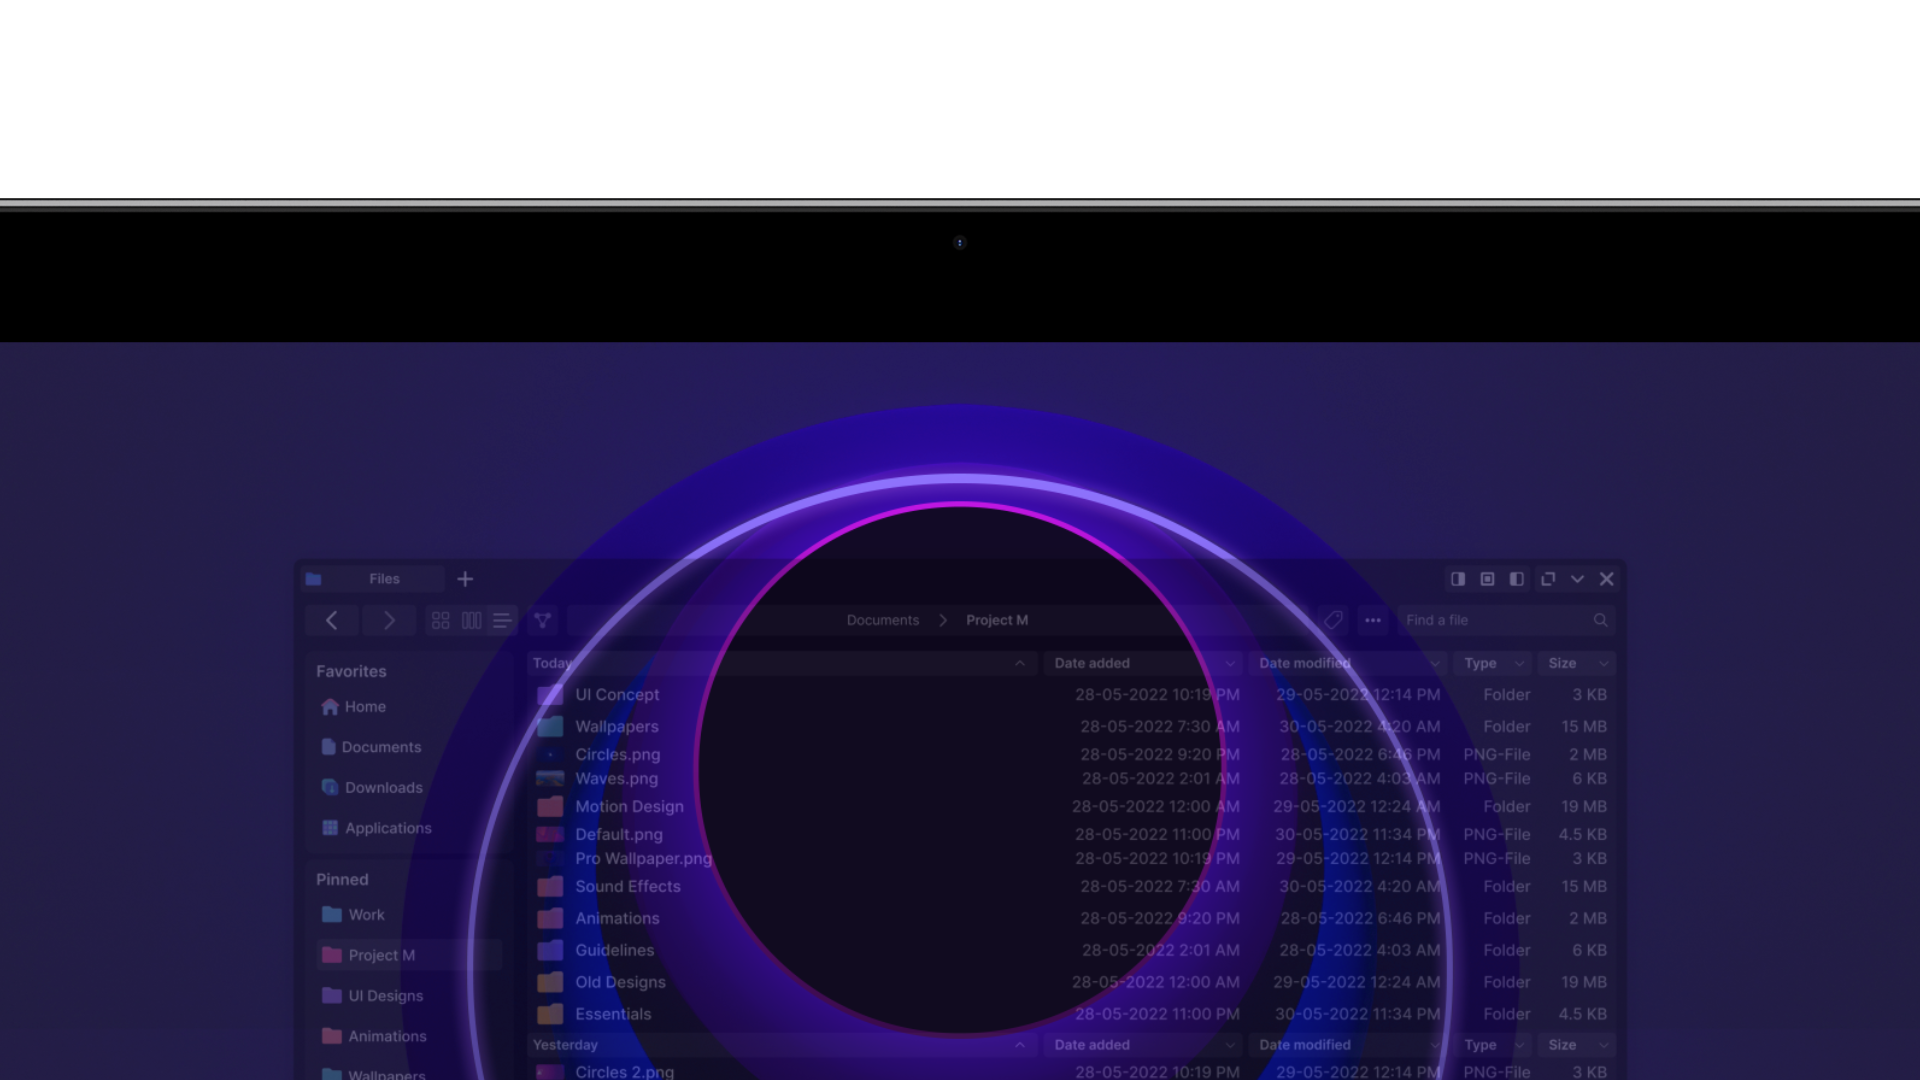 Files
Documents > Project M
Find a file
Favorites
Home
Documents
Downloads
Applications
Pinned
Work
Project M
UI Designs
Animations
Wallpapers
Today Date added Date modified Type Size
UI Concept 28-05-2022 10:19 PM 29-05-2022 12:14 PM Folder 3 KB
Wallpapers 28-05-2022 7:30 AM 30-05-2022 4:20 AM Folder 15 MB
Circles.png 28-05-2022 9:20 PM 28-05-2022 6:46 PM PNG-File 2 MB
Waves.png 28-05-2022 2:01 AM 28-05-2022 4:03 AM PNG-File 6 KB
Motion Design 28-05-2022 12:00 AM 29-05-2022 12:24 AM Folder 19 MB
Default.png 28-05-2022 11:00 PM 30-05-2022 11:34 PM PNG-File 4.5 KB
Pro Wallpaper.png 28-05-2022 10:19 PM 29-05-2022 12:14 PM PNG-File 3 KB
Sound Effects 28-05-2022 7:30 AM 30-05-2022 4:20 AM Folder 15 MB
Animations 28-05-2022 9:20 PM 28-05-2022 6:46 PM Folder 2 MB
Guidelines 28-05-2022 2:01 AM 28-05-2022 4:03 AM Folder 6 KB
Old Designs 28-05-2022 12:00 AM 29-05-2022 12:24 AM Folder 19 MB
Essentials 28-05-2022 11:00 PM 30-05-2022 11:34 PM Folder 4.5 KB
Yesterday Date added Date modified Type Size
Circles 2.png 28-05-2022 10:19 PM 29-05-2022 12:14 PM PNG-File 3 KB